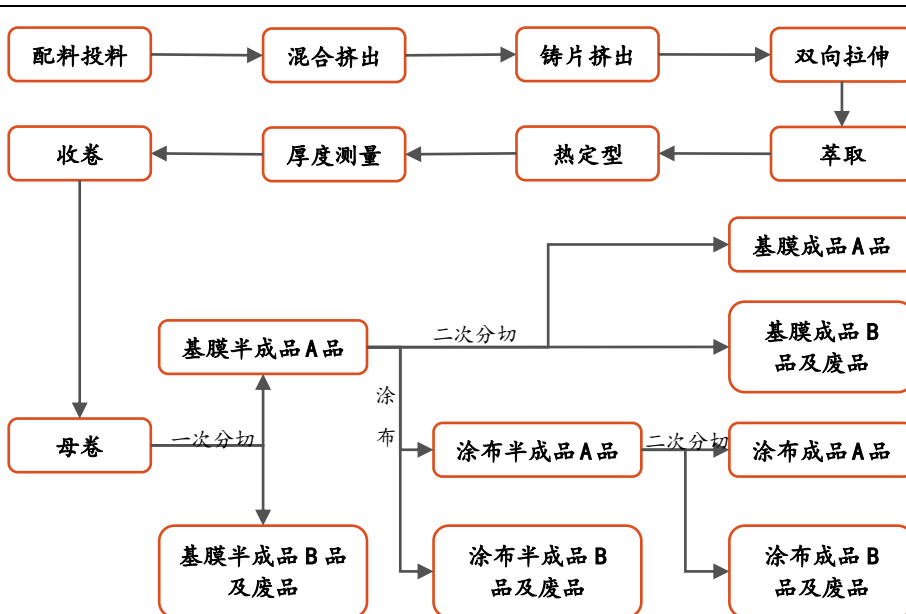 配料投料
混合挤出
铸片挤出
双向拉伸
收卷
厚度测量
热定型
萃取
基膜成品A品
基膜半成品A品
二次分切
基膜成品B
品及废品
涂
布
母卷
一次分切
涂布半成品A品
二次分切
涂布成品A品
基膜半成品B品
及废品
涂布半成品B
品及废品
涂布成品B
品及废品